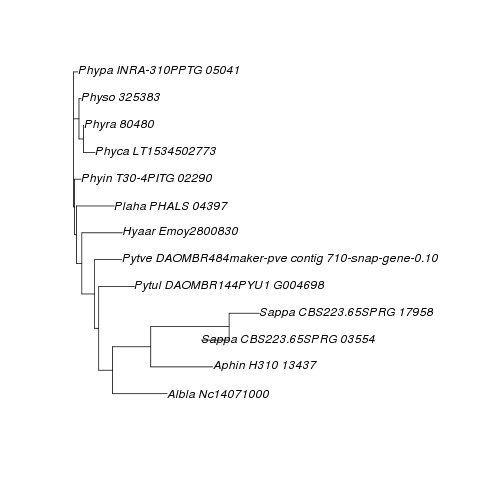 Phypa INRA-310PPTG 05041
Physo 325383
Phyra 80480
Phyca LT1534502773
Phyin T30-4PITG 02290
Plaha PHALS 04397
Hyaar Emoy2800830
Pytve DAOMBR484maker-pve contig 710-snap-gene-0.10
Pytul DAOMBR144PYU1 G004698
Sappa CBS223.65SPRG 17958
Sappa CBS223.65SPRG 03554
Aphin H310 13437
Albla Nc14071000